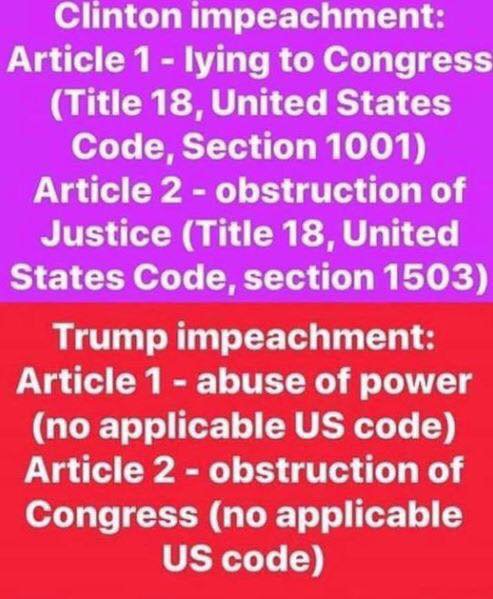 Clinton impeachment:
Article 1 - lying to Congress
(Title 18, United States
Code, Section 1001)
Article 2 - obstruction of
Justice (Title 18, United
States Code, section 1503)
Trump impeachment:
Article 1 - abuse of power
(no applicable US code)
Article 2 - obstruction of
Congress (no applicable
US code)